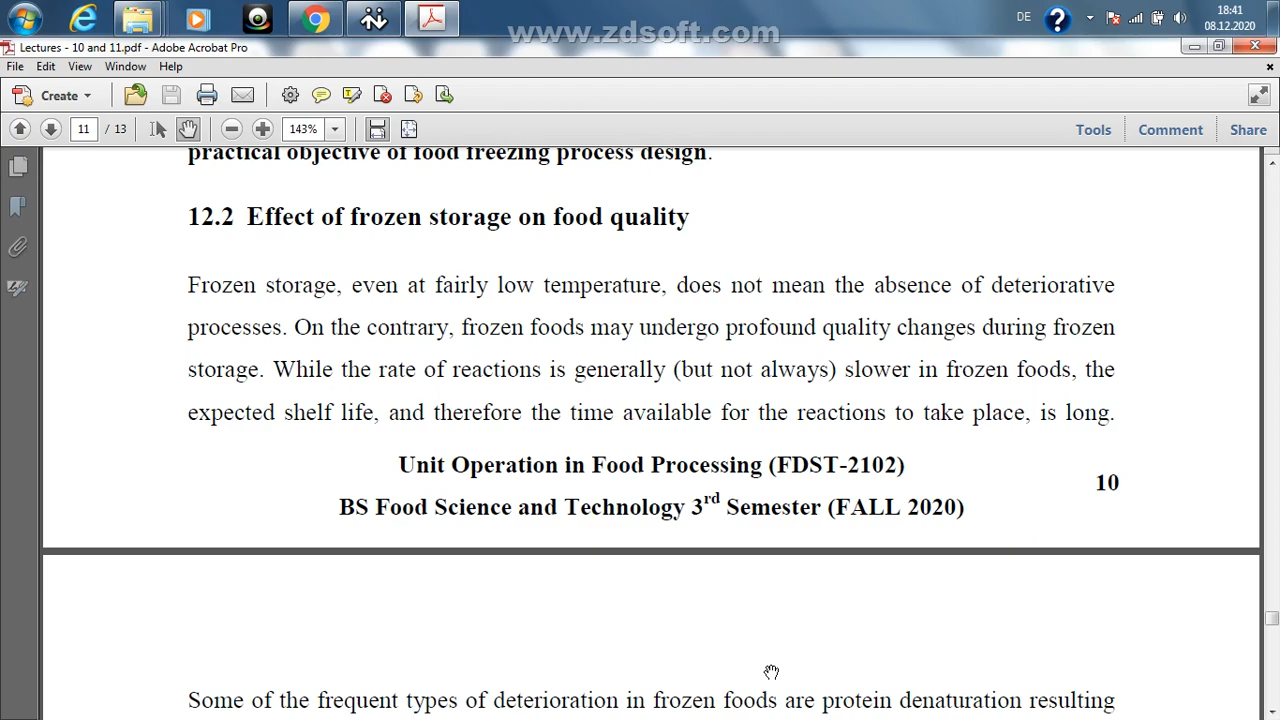 DE
18:41
08.12.2020
www.zdsoft.com
Lectures - 10 and 11.pdf - Adobe Acrobat Pro
File Edit View Window Help
Create
11 / 13 143% Tools Comment Share
practical objective of food freezing process design.
12.2 Effect of frozen storage on food quality
Frozen storage, even at fairly low temperature, does not mean the absence of deteriorative
processes. On the contrary, frozen foods may undergo profound quality changes during frozen
storage. While the rate of reactions is generally (but not always) slower in frozen foods, the
expected shelf life, and therefore the time available for the reactions to take place, is long.
Unit Operation in Food Processing (FDST-2102)
10
BS Food Science and Technology 3rd Semester (FALL 2020)
Some of the frequent types of deterioration in frozen foods are protein denaturation resulting